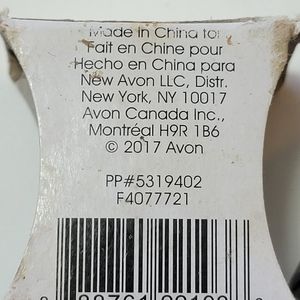 Made in China for
Fait en Chine pour
Hecho en China para
New Avon LLC, Distr.
New York, NY 10017
Avon Canada Inc.,
Montréal H9R 1B6
© 2017 Avon
PP#5319402
F4077721